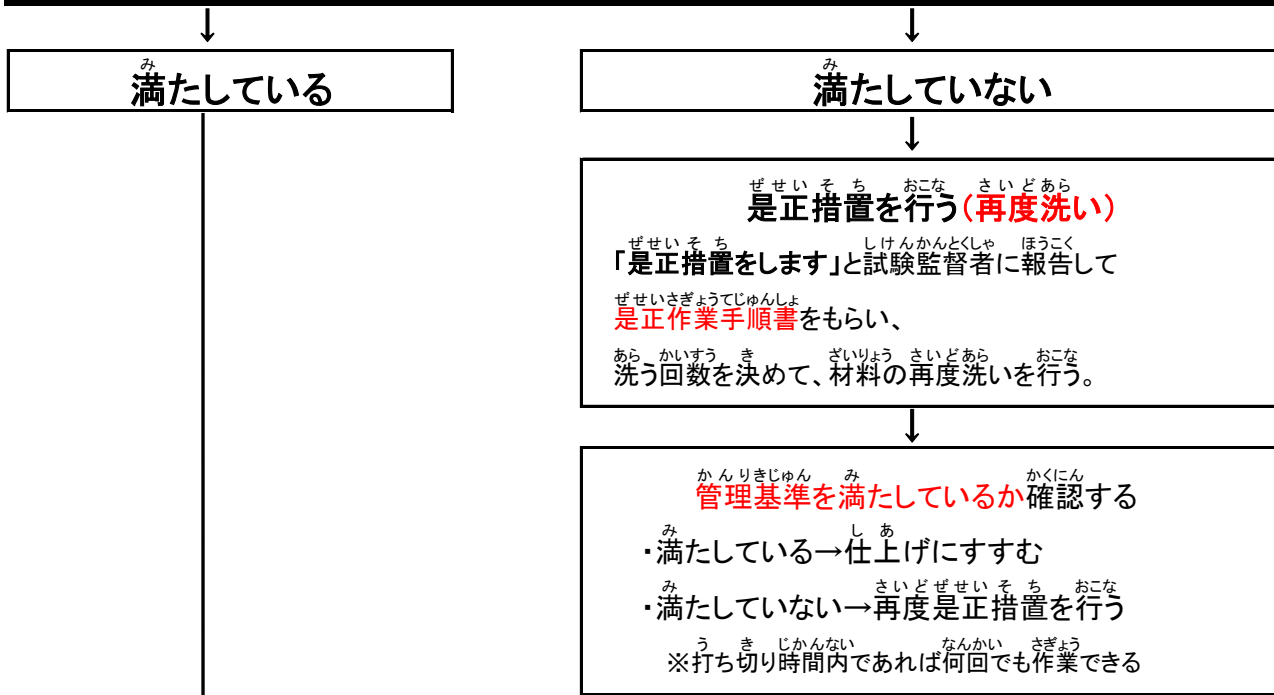 ↓ ↓
満たしている 満たしていない
↓
是正措置を行う(再度洗い)
「是正措置をします」と試験監督者に報告して
是正作業手順書をもらい、
洗う回数を決めて、材料の再度洗いを行う。
↓
管理基準を満たしているか確認する
・満たしている→仕上げにすすむ
・満たしていない→再度是正措置を行う
※打ち切り時間内であれば何回でも作業できる